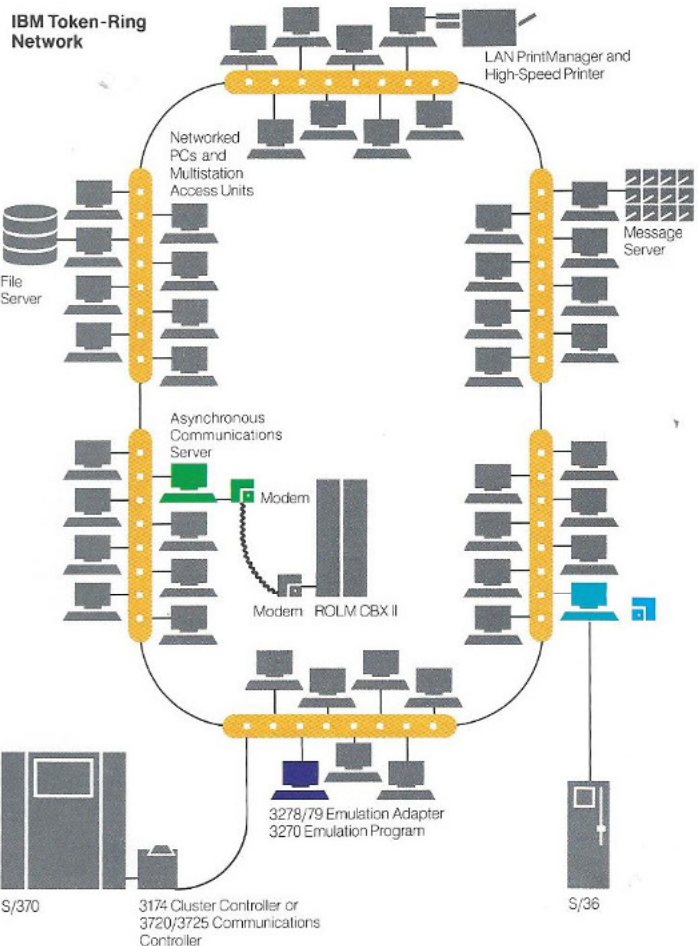 IBM Token-Ring
Network
LAN PrintManager and
High-Speed Printer
Networked
PCs and
Multistation
Access Units
File
Server
Message
Server
Asynchronous
Communications
Server
Modem
Modem
ROLM CBX II
3278/79 Emulation Adapter
3270 Emulation Program
S/370
3174 Cluster Controller or
3720/3725 Communications
Controller
S/36